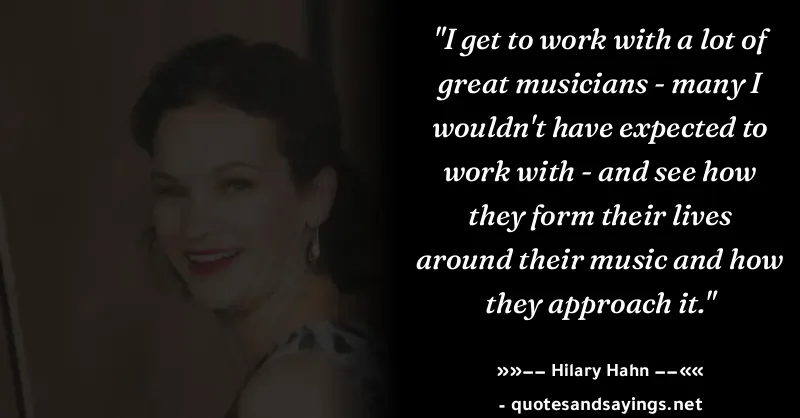 "I get to work with a lot of
great musicians - many I
wouldn't have expected to
work with - and see how
they form their lives
around their music and how
they approach it."
»»−− Hilary Hahn −−««
- quotesandsayings.net